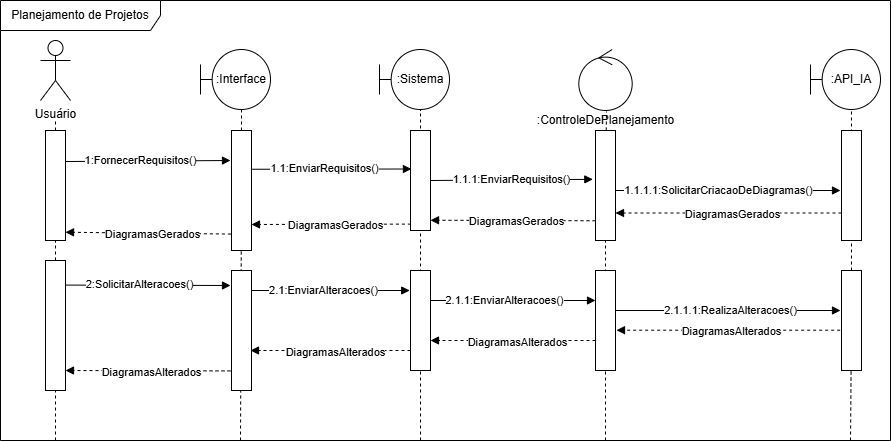 Planejamento de Projetos
Usuário
:Interface
:Sistema
:ControleDePlanejamento
:API_IA
1:FornecerRequisitos()
1.1:EnviarRequisitos()
1.1.1:EnviarRequisitos()
1.1.1.1:SolicitarCriacaoDeDiagramas()
DiagramasGerados
DiagramasGerados
DiagramasGerados
DiagramasGerados
2:SolicitarAlteracoes()
2.1:EnviarAlteracoes()
2.1.1:EnviarAlteracoes()
2.1.1.1:RealizaAlteracoes()
DiagramasAlterados
DiagramasAlterados
DiagramasAlterados
DiagramasAlterados